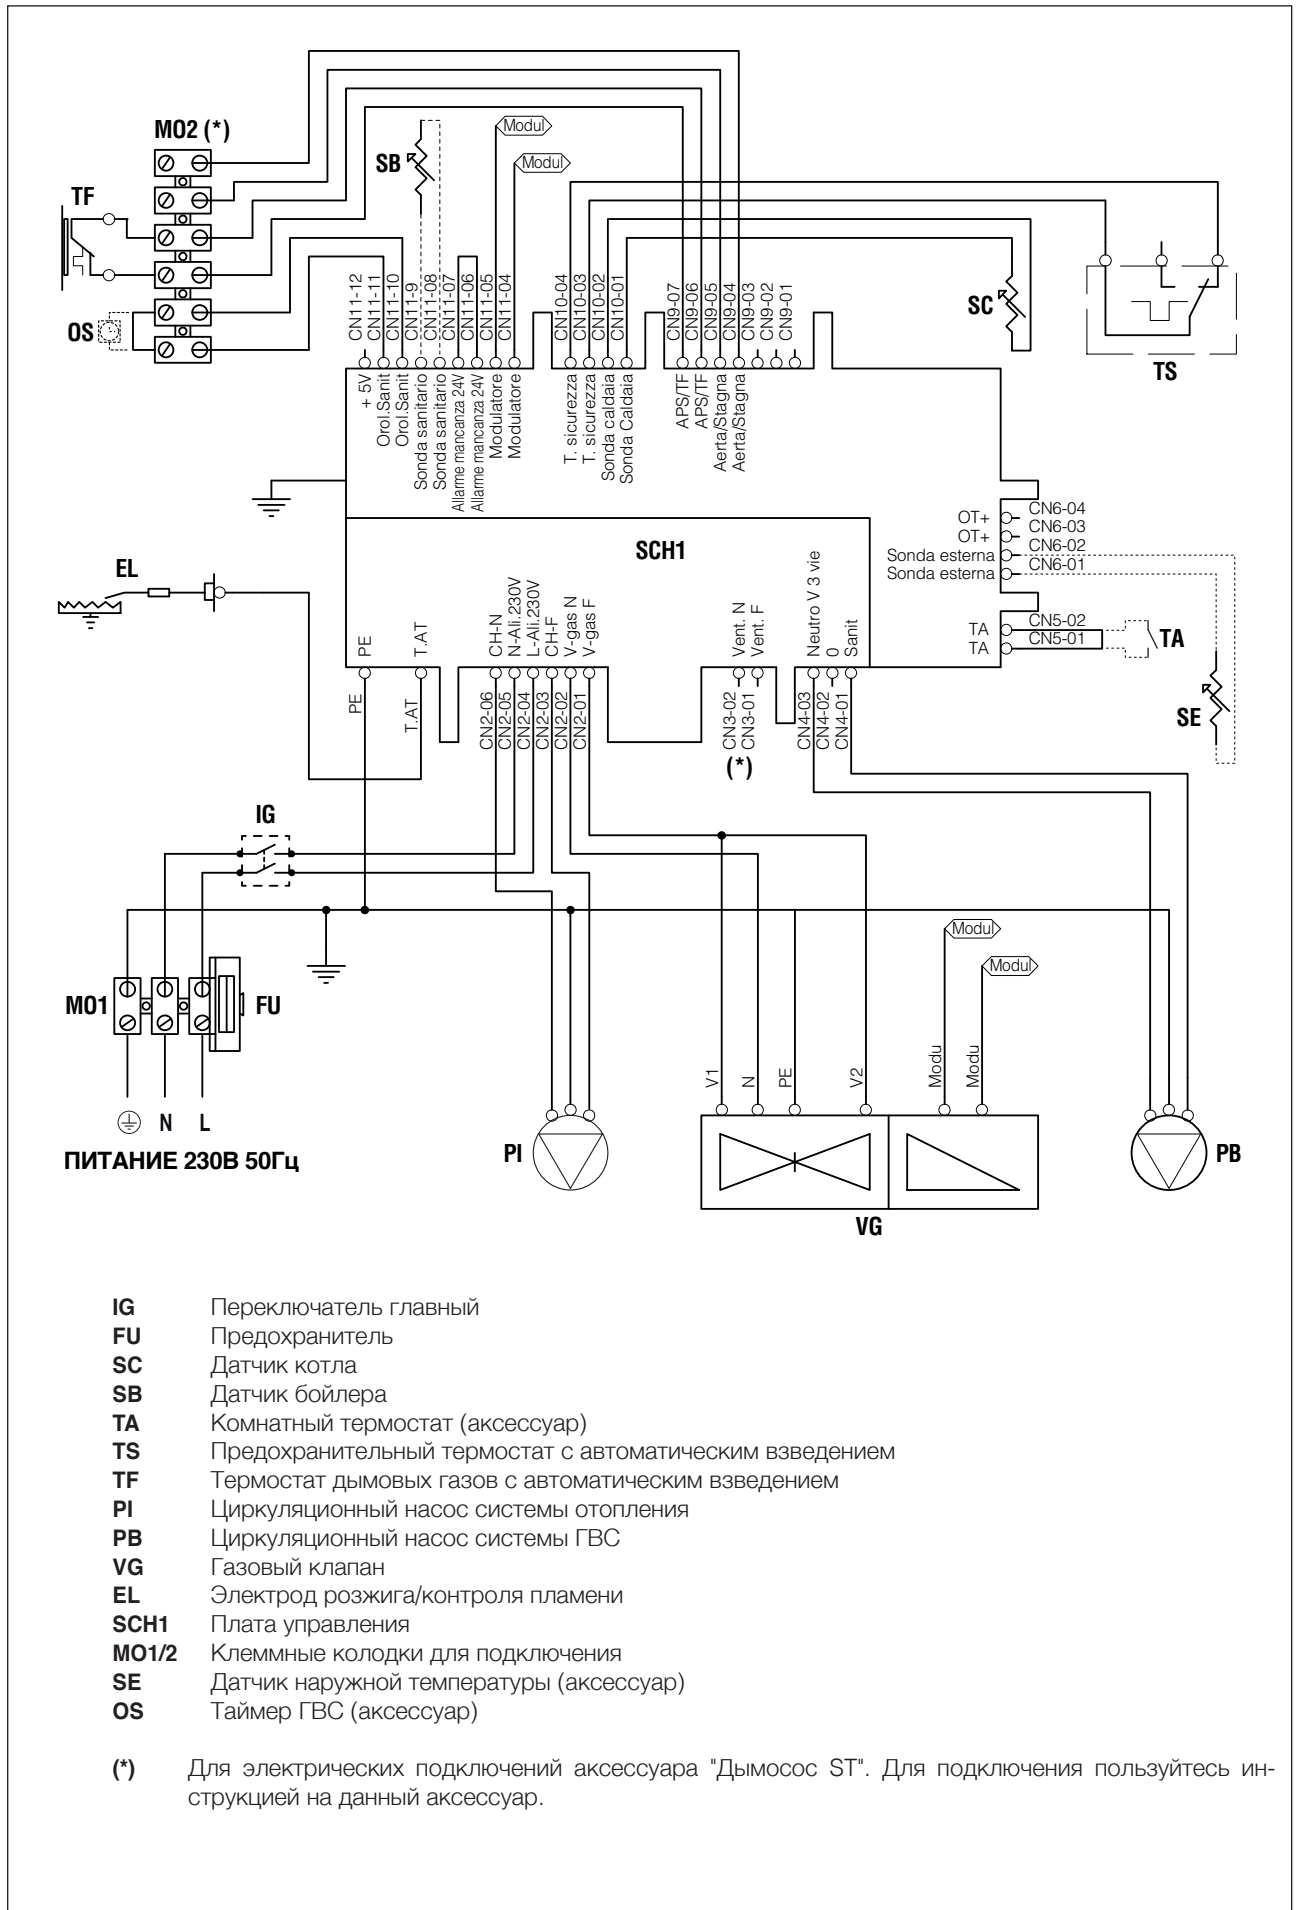 MO2 (*)
TF
OS
SB
Modul
Modul
SC
TS
CN11-12
CN11-11
CN11-10
CN11-9
CN11-08
CN11-07
CN11-06
CN11-05
CN11-04
CN10-04
CN10-03
CN10-02
CN10-01
CN9-07
CN9-06
CN9-05
CN9-04
CN9-03
CN9-02
CN9-01
+ 5V
Orol.Sanit
Orol.Sanit
Sonda sanitario
Sonda sanitario
Allarme mancanza 24V
Allarme mancanza 24V
Modulatore
Modulatore
T. sicurezza
T. sicurezza
Sonda caldaia
Sonda Caldaia
APS/TF
APS/TF
Aerta/Stagna
Aerta/Stagna
OT+ CN6-04
OT+ CN6-03
Sonda esterna CN6-02
Sonda esterna CN6-01
TA CN5-02
TA CN5-01
TA
SE
SCH1
EL
PE
T.AT
CH-N
N-Ali.230V
L-Ali.230V
CH-F
V-gas N
V-gas F
Vent. N
Vent. F
Neutro V 3 vie
0
Sanit
PE
T.AT
CN2-06
CN2-05
CN2-04
CN2-03
CN2-02
CN2-01
CN3-02
CN3-01
CN4-03
CN4-02
CN4-01
(*)
IG
Modul
Modul
MO1
FU
V1
N
PE
V2
Modu
Modu
N L
ПИТАНИЕ 230В 50Гц
PI
VG
PB
IG Переключатель главный
FU Предохранитель
SC Датчик котла
SB Датчик бойлера
TA Комнатный термостат (аксессуар)
TS Предохранительный термостат с автоматическим взведением
TF Термостат дымовых газов с автоматическим взведением
PI Циркуляционный насос системы отопления
PB Циркуляционный насос системы ГВС
VG Газовый клапан
EL Электрод розжига/контроля пламени
SCH1 Плата управления
MO1/2 Клеммные колодки для подключения
SE Датчик наружной температуры (аксессуар)
OS Таймер ГВС (аксессуар)
(*) Для электрических подключений аксессуара "Дымосос ST". Для подключения пользуйтесь ин-
струкцией на данный аксессуар.